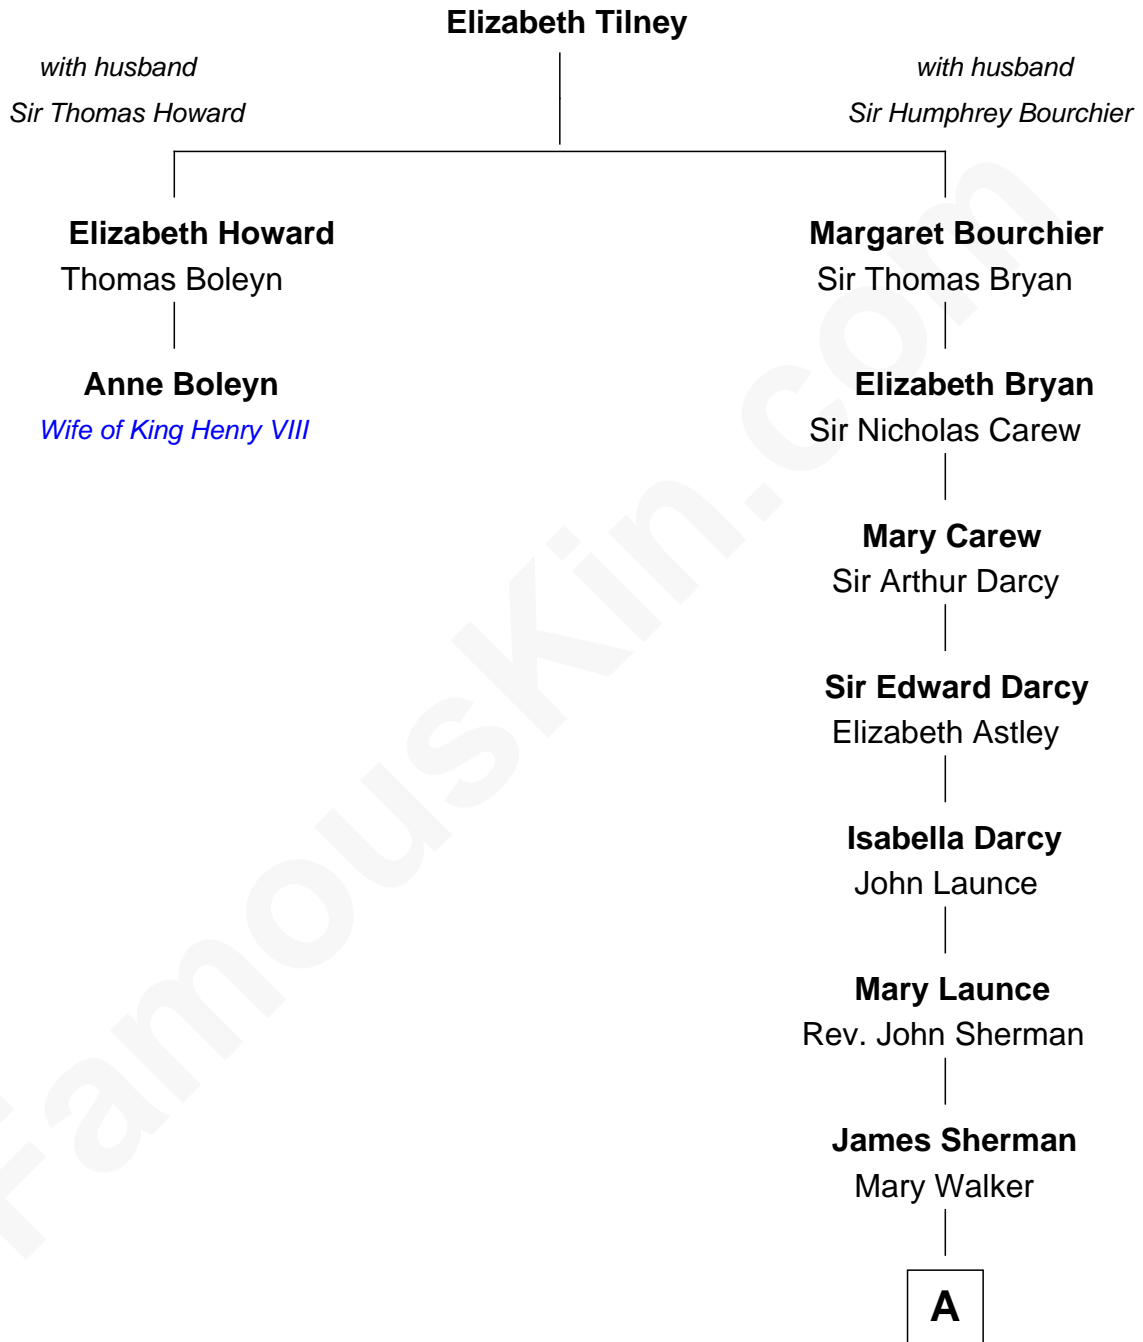 Elizabeth Tilney
with husband
Sir Thomas Howard
with husband
Sir Humphrey Bourchier
Elizabeth Howard
Thomas Boleyn
Anne Boleyn
Wife of King Henry VIII
Margaret Bourchier
Sir Thomas Bryan
Elizabeth Bryan
Sir Nicholas Carew
Mary Carew
Sir Arthur Darcy
Sir Edward Darcy
Elizabeth Astley
Isabella Darcy
John Launce
Mary Launce
Rev. John Sherman
James Sherman
Mary Walker
A
FamousKin.com